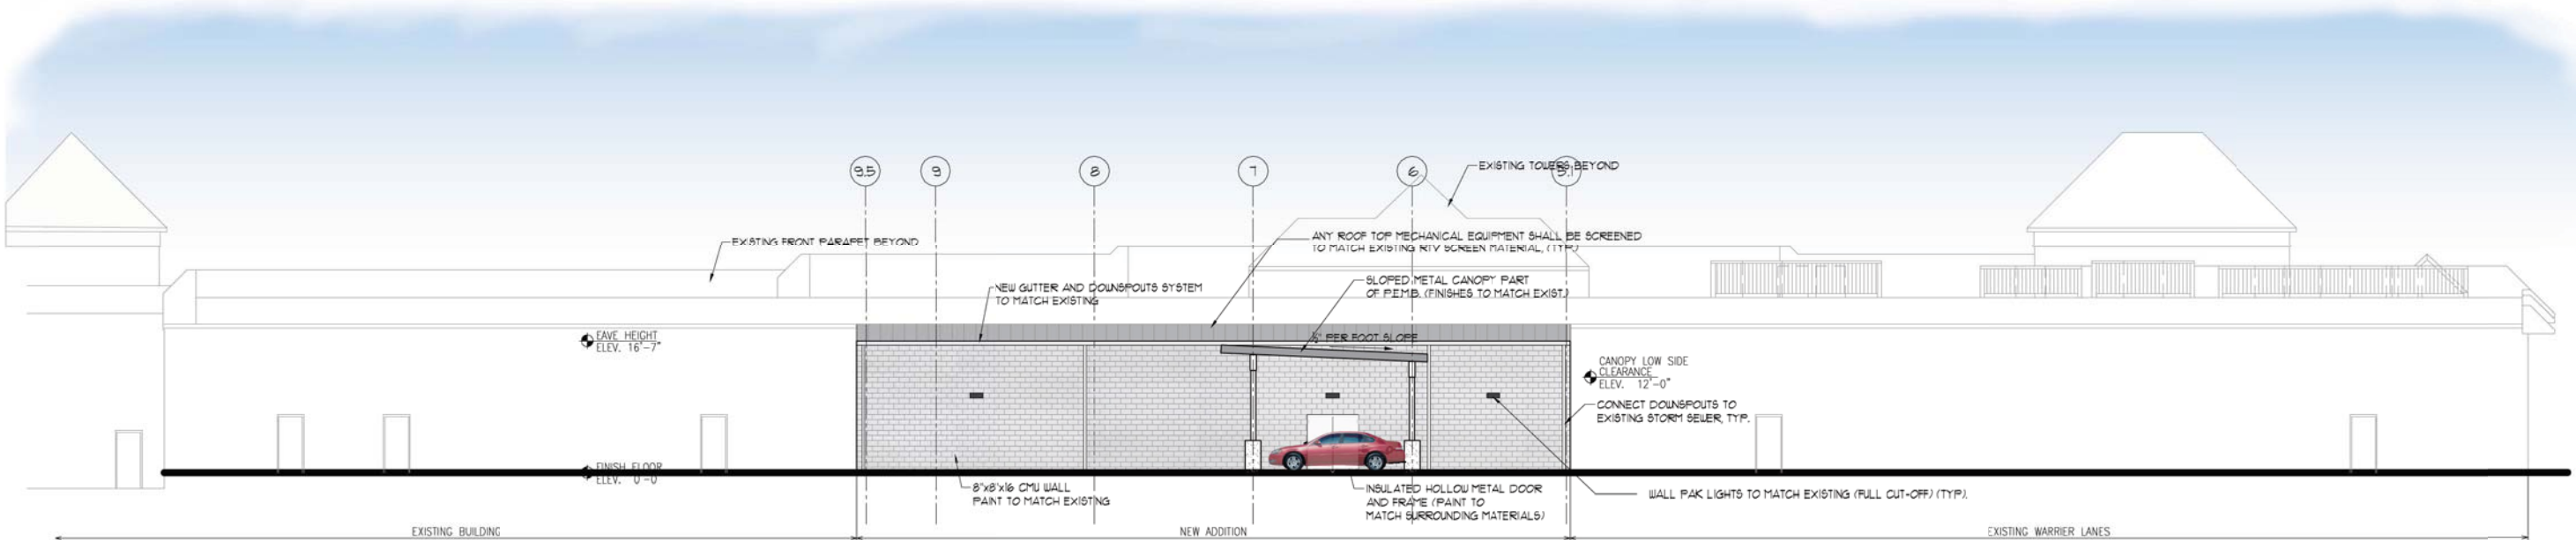 9.5
9
8
7
6
5.1
EXISTING TOWERS BEYOND
EXISTING FRONT PARAPET BEYOND
ANY ROOF TOP MECHANICAL EQUIPMENT SHALL BE SCREENED
TO MATCH EXISTING RTV SCREEN MATERIAL, (TYP.)
NEW GUTTER AND DOWNSPOUTS SYSTEM
TO MATCH EXISTING
SLOPED METAL CANOPY PART
OF P.E.M.B. (FINISHES TO MATCH EXIST.)
PER FOOT SLOPE
EAVE HEIGHT
ELEV. 16'-7"
CANOPY LOW SIDE
CLEARANCE
ELEV. 12'-0"
CONNECT DOWNSPOUTS TO
EXISTING STORM SEWER, TYP.
FINISH FLOOR
ELEV. 0'-0
8"x8"x16 CMU WALL
PAINT TO MATCH EXISTING
INSULATED HOLLOW METAL DOOR
AND FRAME (PAINT TO
MATCH SURROUNDING MATERIALS)
WALL PAK LIGHTS TO MATCH EXISTING (FULL CUT-OFF) (TYP).
EXISTING BUILDING
NEW ADDITION
EXISTING WARRIER LANES